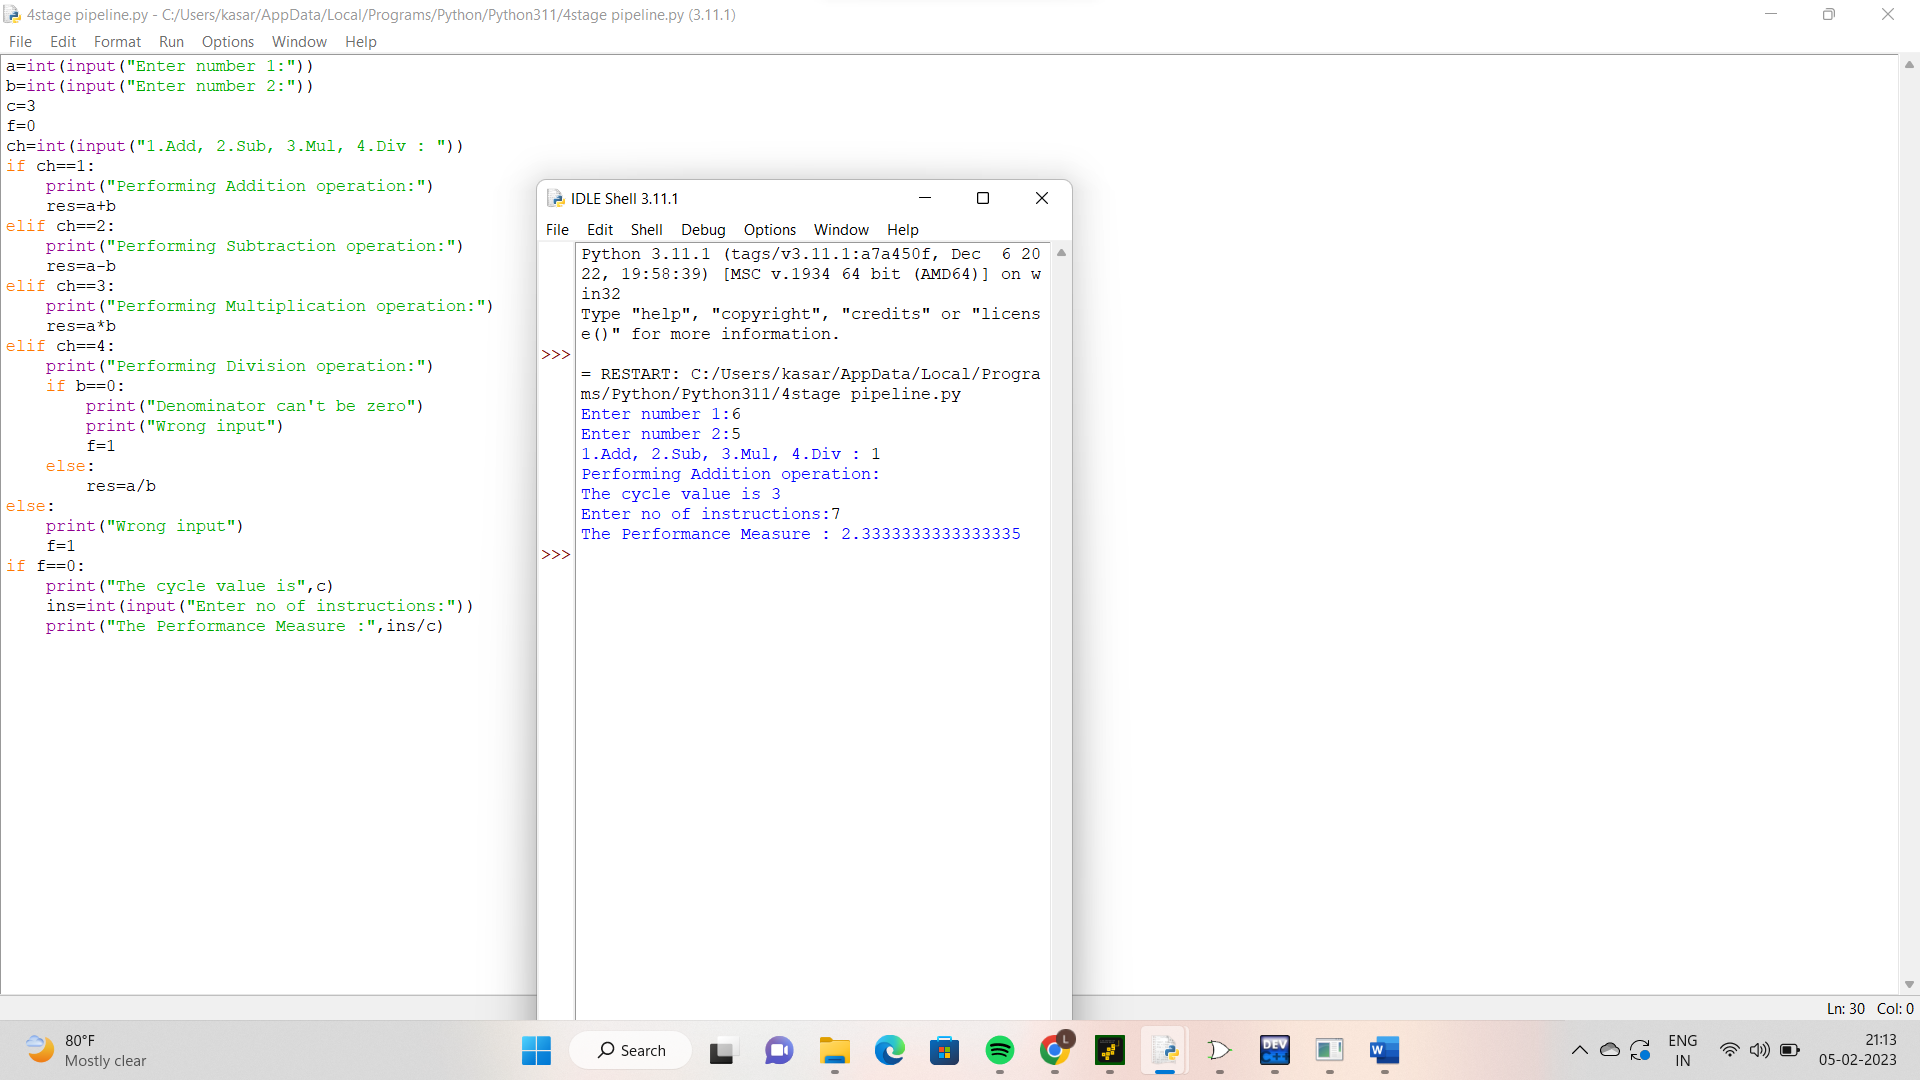 4stage pipeline.py - C:/Users/kasar/AppData/Local/Programs/Python/Python311/4stage pipeline.py (3.11.1)
File Edit Format Run Options Window Help
a=int(input("Enter number 1:"))
b=int(input("Enter number 2:"))
c=3
f=0
ch=int(input("1.Add, 2.Sub, 3.Mul, 4.Div : "))
if ch==1:
    print("Performing Addition operation:")
    res=a+b
elif ch==2:
    print("Performing Subtraction operation:")
    res=a-b
elif ch==3:
    print("Performing Multiplication operation:")
    res=a*b
elif ch==4:
    print("Performing Division operation:")
    if b==0:
        print("Denominator can't be zero")
        print("Wrong input")
        f=1
    else:
        res=a/b
else:
    print("Wrong input")
    f=1
if f==0:
    print("The cycle value is",c)
    ins=int(input("Enter no of instructions:"))
    print("The Performance Measure :",ins/c)
IDLE Shell 3.11.1
File Edit Shell Debug Options Window Help
Python 3.11.1 (tags/v3.11.1:a7a450f, Dec  6 20
22, 19:58:39) [MSC v.1934 64 bit (AMD64)] on w
in32
Type "help", "copyright", "credits" or "licens
e()" for more information.
>>>
= RESTART: C:/Users/kasar/AppData/Local/Progra
ms/Python/Python311/4stage pipeline.py
Enter number 1:6
Enter number 2:5
1.Add, 2.Sub, 3.Mul, 4.Div : 1
Performing Addition operation:
The cycle value is 3
Enter no of instructions:7
The Performance Measure : 2.3333333333333335
>>>
Ln: 30 Col: 0
80°F
Mostly clear
Search
L
DEV
C++
W
ENG
IN
21:13
05-02-2023